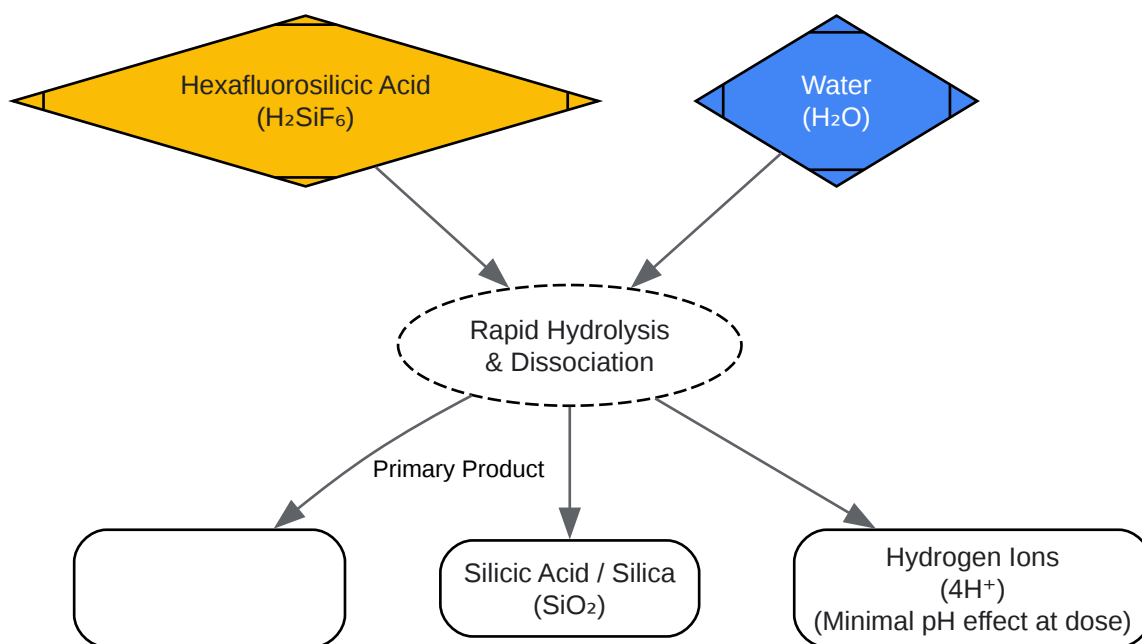 Hexafluorosilicic Acid
(H₂SiF₆)
Water
(H₂O)
Rapid Hydrolysis
& Dissociation
Primary Product
Silicic Acid / Silica
(SiO₂)
Hydrogen Ions
(4H⁺)
(Minimal pH effect at dose)